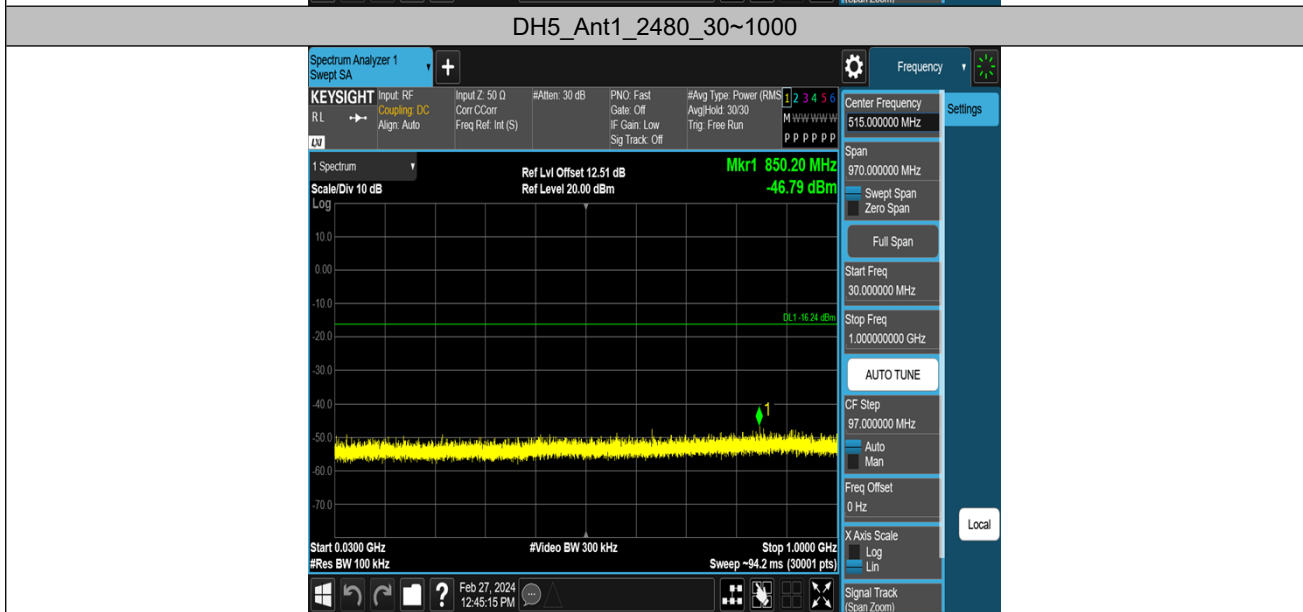 DH5_Ant1_2480_30~1000
Spectrum Analyzer 1
Swept SA
Frequency
KEYSIGHT
RL
LXI
Input: RF
Coupling: DC
Align: Auto
Input Z: 50 Ω
Corr CCorr
Freq Ref: Int (S)
#Atten: 30 dB
PNO: Fast
Gate: Off
IF Gain: Low
Sig Track: Off
#Avg Type: Power (RMS
Avg|Hold: 30/30
Trig: Free Run
1 2 3 4 5 6
M W W W W W
P P P P P P
1 Spectrum
Scale/Div 10 dB
Log
Ref Lvl Offset 12.51 dB
Ref Level 20.00 dBm
Mkr1 850.20 MHz
-46.79 dBm
10.0
0.00
-10.0
DL1 -16.24 dBm
-20.0
-30.0
-40.0
1
-50.0
-60.0
-70.0
Start 0.0300 GHz
#Res BW 100 kHz
#Video BW 300 kHz
Stop 1.0000 GHz
Sweep ~94.2 ms (30001 pts)
Feb 27, 2024
12:45:15 PM
Center Frequency
515.000000 MHz
Settings
Span
970.000000 MHz
Swept Span
Zero Span
Full Span
Start Freq
30.000000 MHz
Stop Freq
1.000000000 GHz
AUTO TUNE
CF Step
97.000000 MHz
Auto
Man
Freq Offset
0 Hz
X Axis Scale
Log
Lin
Local
Signal Track
(Span Zoom)